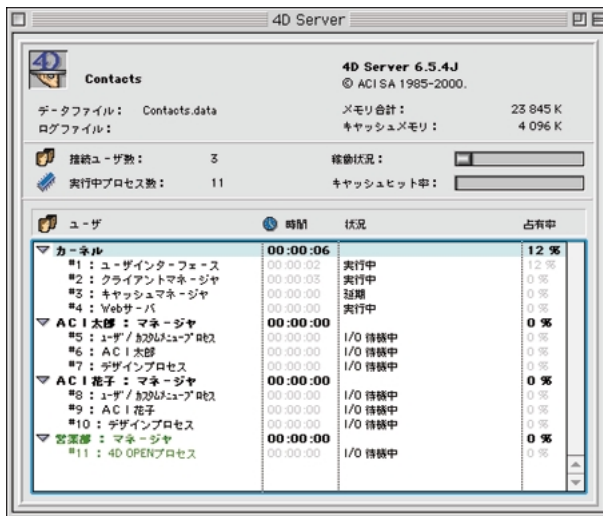 4D Server
4D
Contacts
4D Server 6.5.4J
© ACI SA 1985-2000.
データファイル： Contacts.data
メモリ合計： 23 845 K
ログファイル：
キャッシュメモリ： 4 096 K
接続ユーザ数： 3
稼働状況：
実行中プロセス数： 11
キャッシュヒット率：
ユーザ 時間 状況 占有率
カーネル 00:00:06 12 %
#1 : ユーザインターフェース 00:00:02 実行中 12 %
#2 : クライアントマネージャ 00:00:03 実行中 0 %
#3 : キャッシュマネージャ 00:00:00 延期 0 %
#4 : Webサーバ 00:00:00 実行中 0 %
ACI太郎 : マネージャ 00:00:00 0 %
#5 : ユーザ/カスタムメニュープロセス 00:00:00 I/O 待機中 0 %
#6 : ACI太郎 00:00:00 I/O 待機中 0 %
#7 : デザインプロセス 00:00:00 I/O 待機中 0 %
ACI花子 : マネージャ 00:00:00 0 %
#8 : ユーザ/カスタムメニュープロセス 00:00:00 I/O 待機中 0 %
#9 : ACI花子 00:00:00 I/O 待機中 0 %
#10 : デザインプロセス 00:00:00 I/O 待機中 0 %
営業部 : マネージャ 00:00:00 0 %
#11 : 4D OPENプロセス 00:00:00 I/O 待機中 0 %